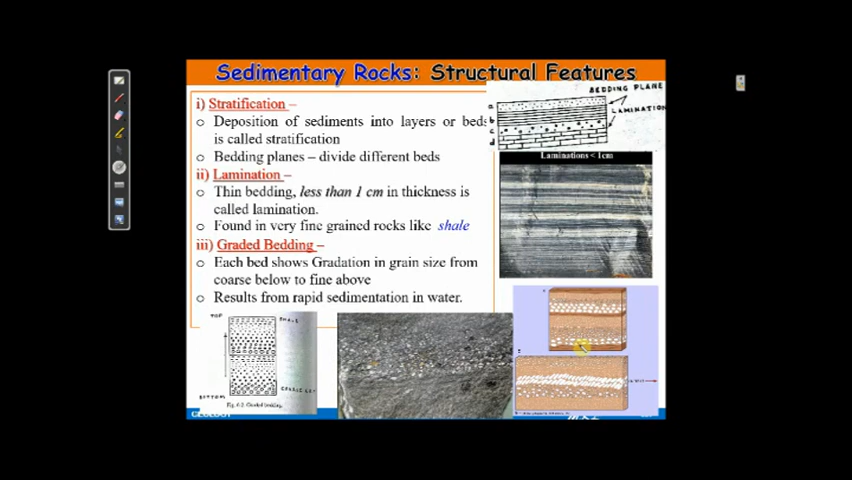 Sedimentary Rocks: Structural Features
i) Stratification –
o Deposition of sediments into layers or beds
is called stratification
o Bedding planes – divide different beds
ii) Lamination –
o Thin bedding, less than 1 cm in thickness is
called lamination.
o Found in very fine grained rocks like shale
iii) Graded Bedding –
o Each bed shows Gradation in grain size from
coarse below to fine above
o Results from rapid sedimentation in water.
BEDDING PLANE
LAMINATION
a
b
c
d
Laminations < 1cm
TOP
SHALE
BOTTOM
Graded bedding.
GEOLOGY